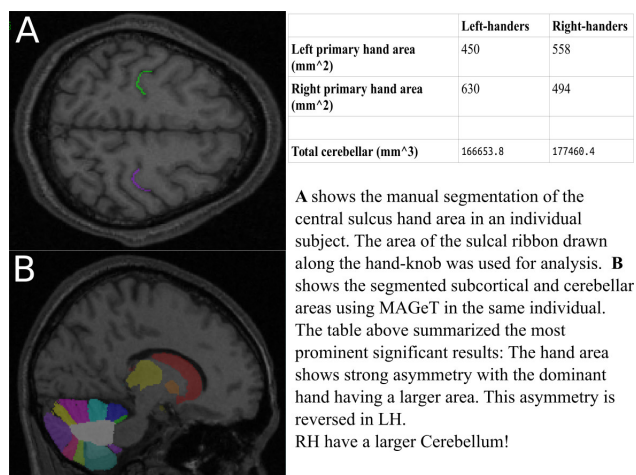 A
Left-handers Right-handers
Left primary hand area 450 558
(mm^2)
Right primary hand area 630 494
(mm^2)
Total cerebellar (mm^3) 166653.8 177460.4
A shows the manual segmentation of the
central sulcus hand area in an individual
subject. The area of the sulcal ribbon drawn
along the hand-knob was used for analysis. B
shows the segmented subcortical and cerebellar
areas using MAGeT in the same individual.
The table above summarized the most
prominent significant results: The hand area
shows strong asymmetry with the dominant
hand having a larger area. This asymmetry is
reversed in LH.
RH have a larger Cerebellum!
B